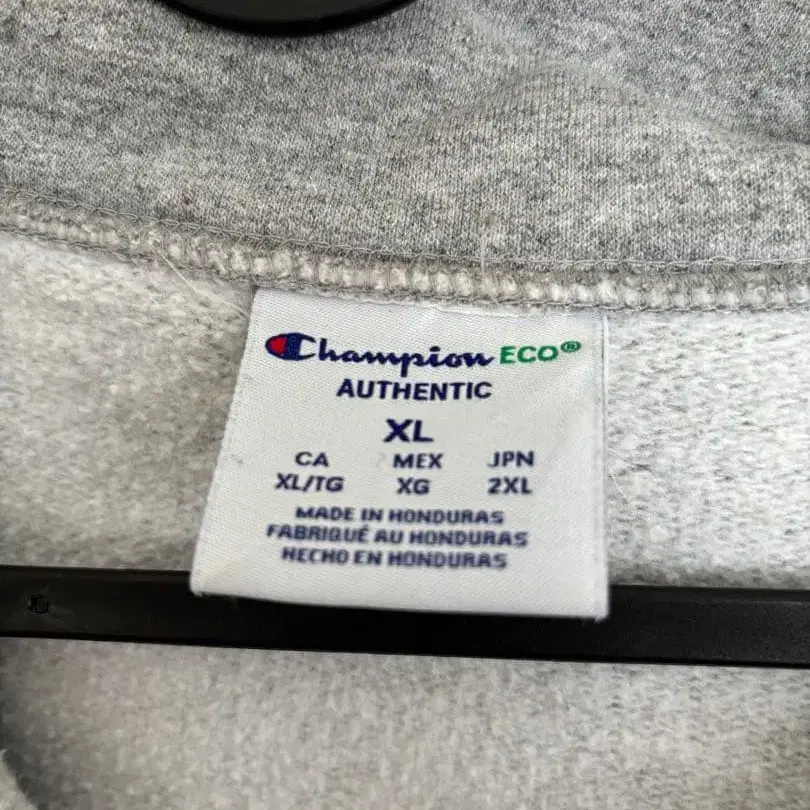 Champion ECO®
AUTHENTIC
XL
CA MEX JPN
XL/TG XG 2XL
MADE IN HONDURAS
FABRIQUÉ AU HONDURAS
HECHO EN HONDURAS